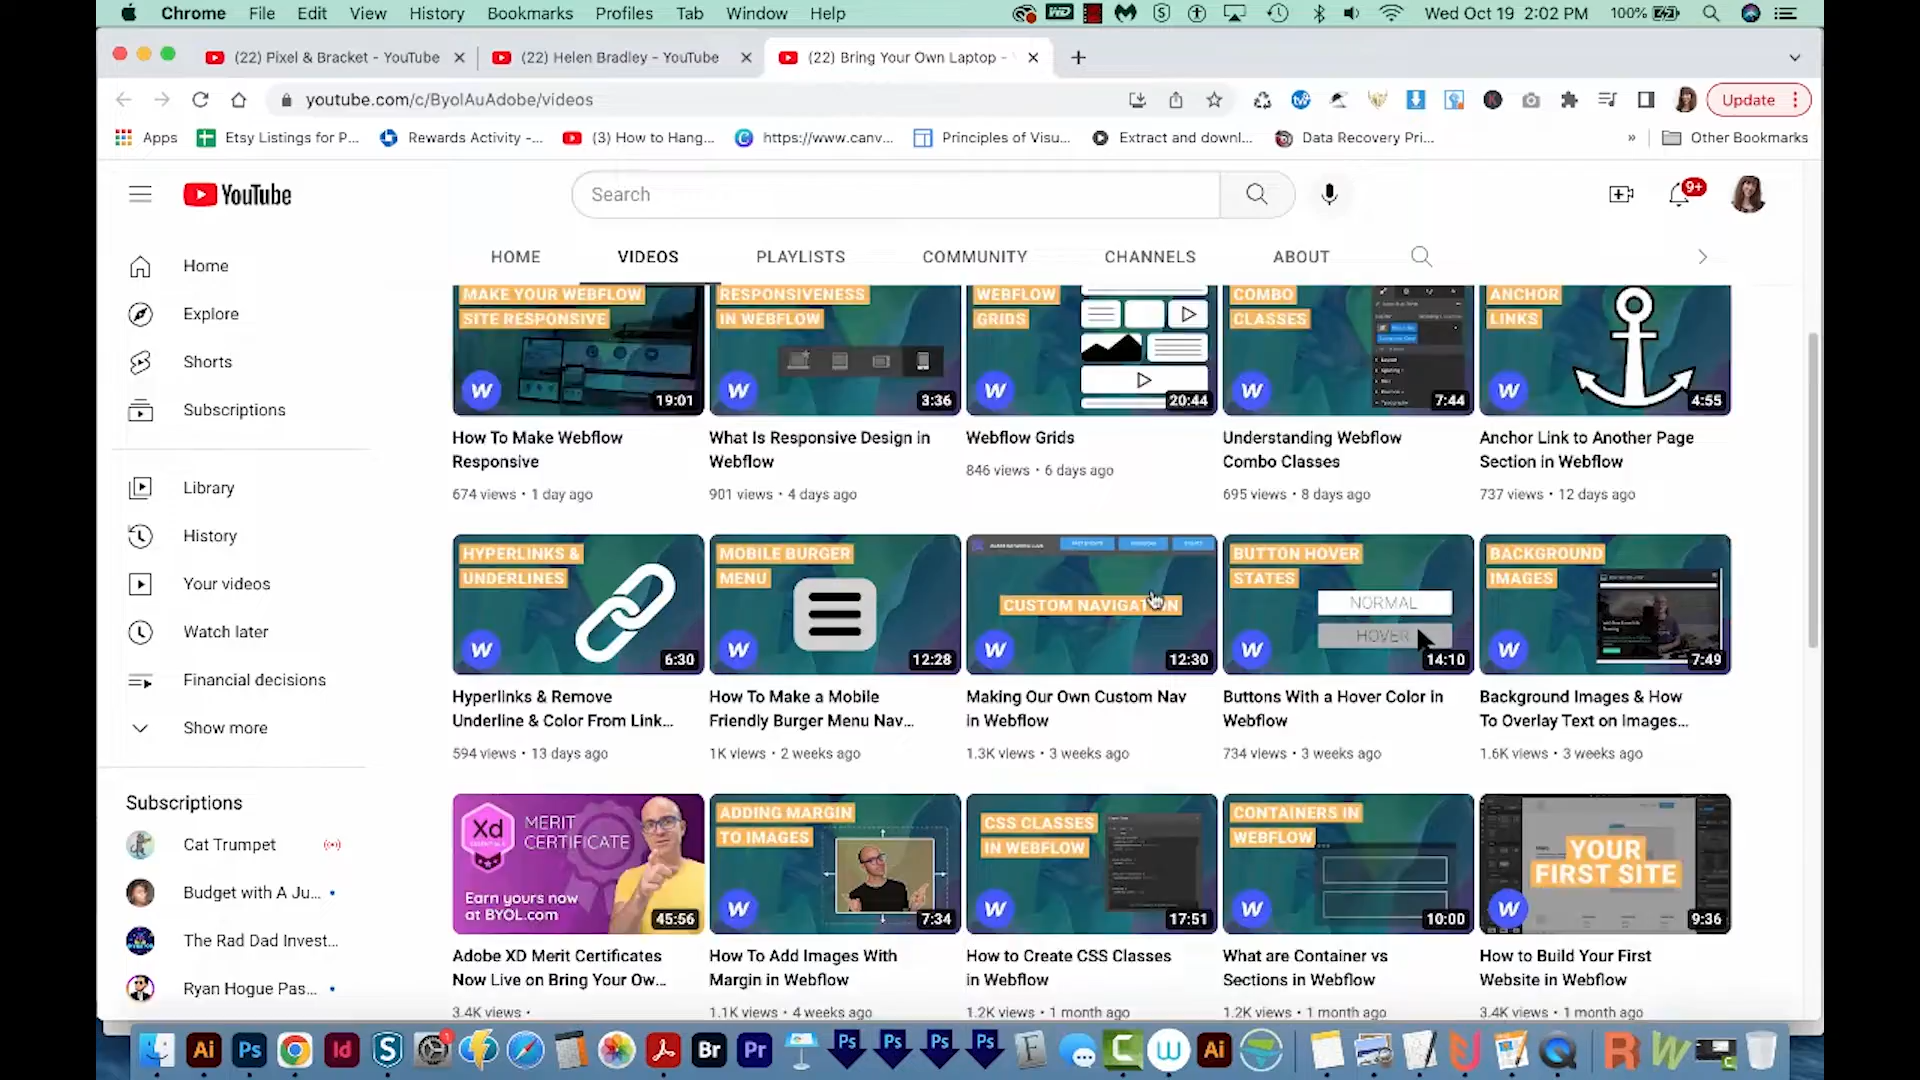 Chrome File Edit View History Bookmarks Profiles Tab Window Help
Wed Oct 19 2:02 PM 100%
(22) Pixel & Bracket - YouTube
(22) Helen Bradley - YouTube
(22) Bring Your Own Laptop -
youtube.com/c/ByolAuAdobe/videos
Update
Apps
Etsy Listings for P...
Rewards Activity -...
(3) How to Hang...
https://www.canv...
Principles of Visu...
Extract and downl...
Data Recovery Pri...
»
Other Bookmarks
YouTube
Search
9+
HOME VIDEOS PLAYLISTS COMMUNITY CHANNELS ABOUT
Home
Explore
Shorts
Subscriptions
Library
History
Your videos
Watch later
Financial decisions
Show more
Subscriptions
Cat Trumpet
Budget with A Ju...
The Rad Dad Invest...
Ryan Hogue Pas...
MAKE YOUR WEBFLOW
SITE RESPONSIVE
W
19:01
How To Make Webflow
Responsive
674 views • 1 day ago
RESPONSIVENESS
IN WEBFLOW
W
3:36
What Is Responsive Design in
Webflow
901 views • 4 days ago
WEBFLOW
GRIDS
W
20:44
Webflow Grids
846 views • 6 days ago
COMBO
CLASSES
W
7:44
Understanding Webflow
Combo Classes
695 views • 8 days ago
ANCHOR
LINKS
W
4:55
Anchor Link to Another Page
Section in Webflow
737 views • 12 days ago
HYPERLINKS &
UNDERLINES
W
6:30
Hyperlinks & Remove
Underline & Color From Link...
594 views • 13 days ago
MOBILE BURGER
MENU
W
12:28
How To Make a Mobile
Friendly Burger Menu Nav...
1K views • 2 weeks ago
CUSTOM NAVIGATION
W
12:30
Making Our Own Custom Nav
in Webflow
1.3K views • 3 weeks ago
BUTTON HOVER
STATES
NORMAL
HOVER
W
14:10
Buttons With a Hover Color in
Webflow
734 views • 3 weeks ago
BACKGROUND
IMAGES
W
7:49
Background Images & How
To Overlay Text on Images...
1.6K views • 3 weeks ago
Xd
MERIT
CERTIFICATE
Earn yours now
at BYOL.com
45:56
Adobe XD Merit Certificates
Now Live on Bring Your Ow...
3.4K views •
ADDING MARGIN
TO IMAGES
W
7:34
How To Add Images With
Margin in Webflow
1.1K views • 4 weeks ago
CSS CLASSES
IN WEBFLOW
W
17:51
How to Create CSS Classes
in Webflow
1.2K views • 1 month ago
CONTAINERS IN
WEBFLOW
W
10:00
What are Container vs
Sections in Webflow
1.2K views • 1 month ago
YOUR
FIRST SITE
W
9:36
How to Build Your First
Website in Webflow
3.4K views • 1 month ago
Ai Ps Id S Br Pr Ps Ps Ps Ps F C W Ai U R W